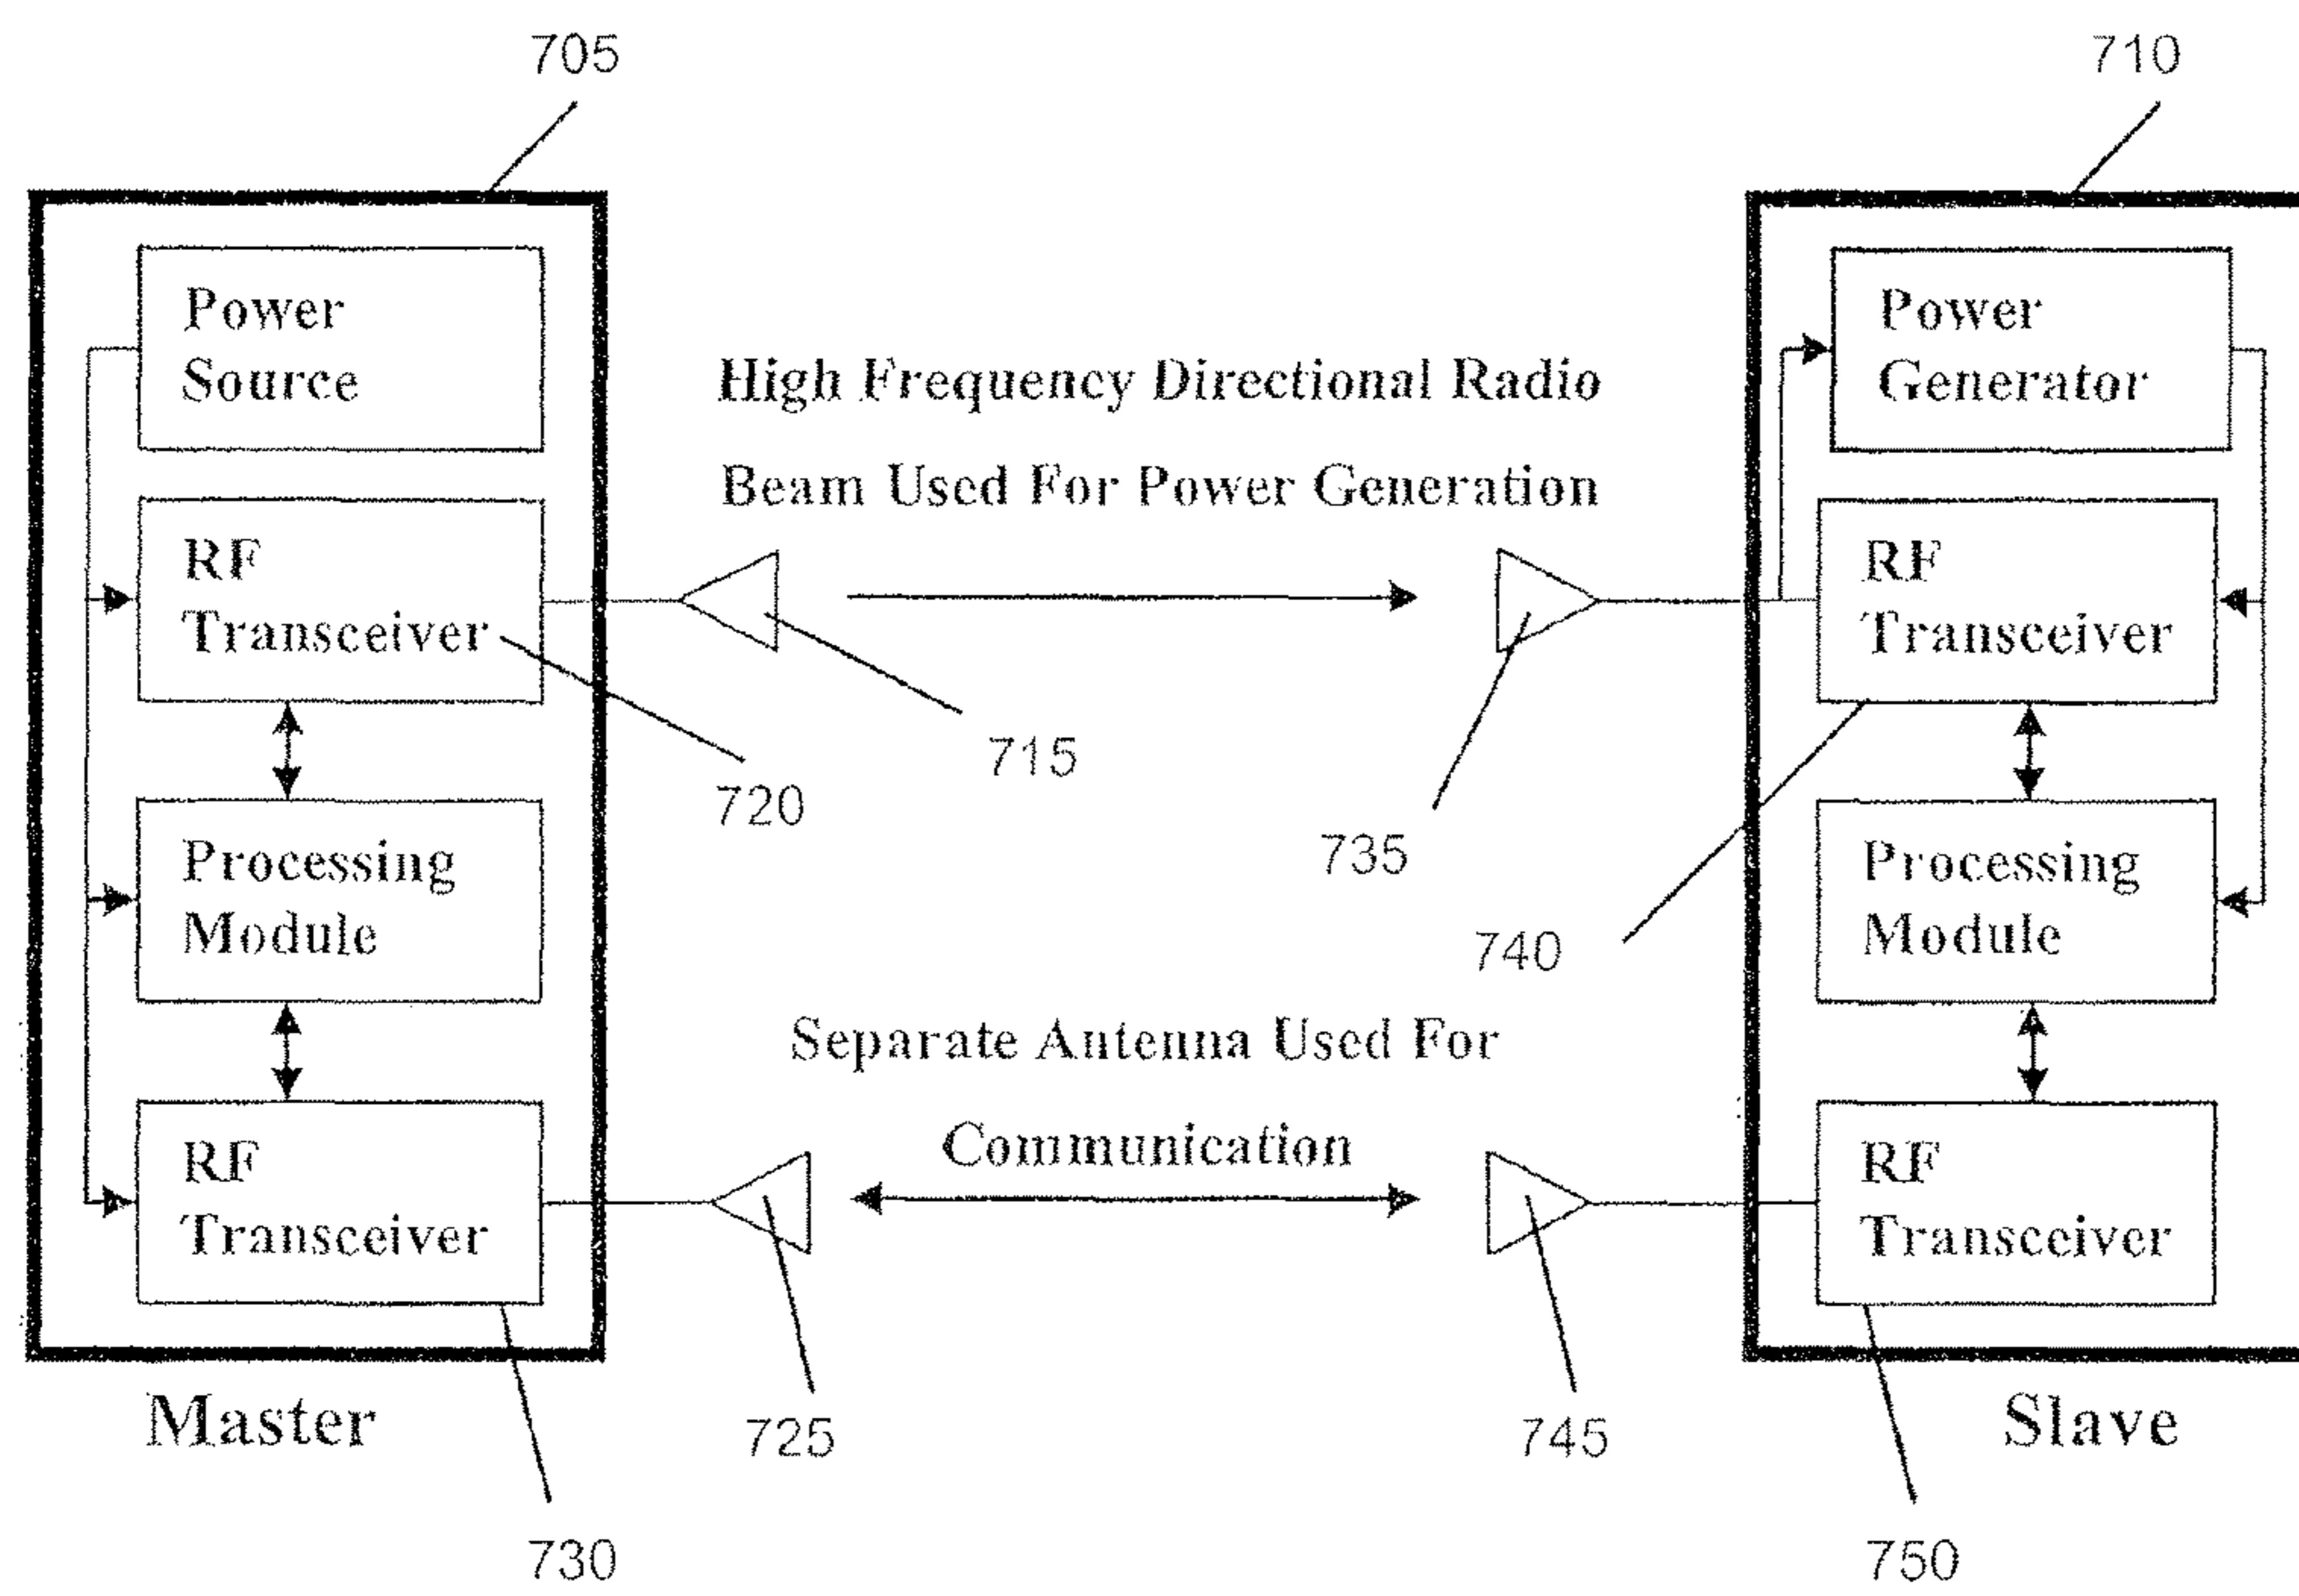 705
710
Power
Source
RF
Transceiver
Processing
Module
RF
Transceiver
High Frequency Directional Radio
Beam Used For Power Generation
715
720
735
740
Separate Antenna Used For
Communication
725
745
Power
Generator
RF
Transceiver
Processing
Module
RF
Transceiver
Master
Slave
730
750